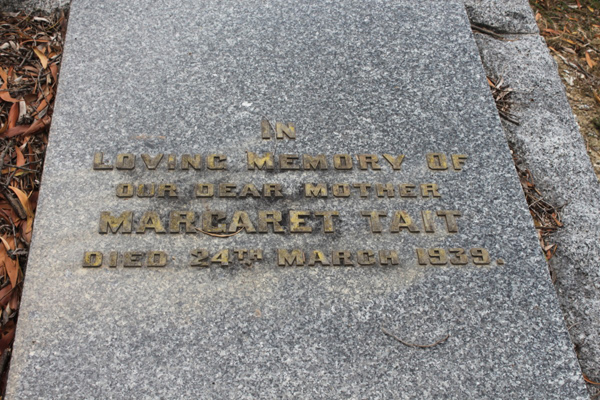 IN
LOVING MEMORY OF
OUR DEAR MOTHER
MARGARET TAIT
DIED 24TH MARCH 1939.